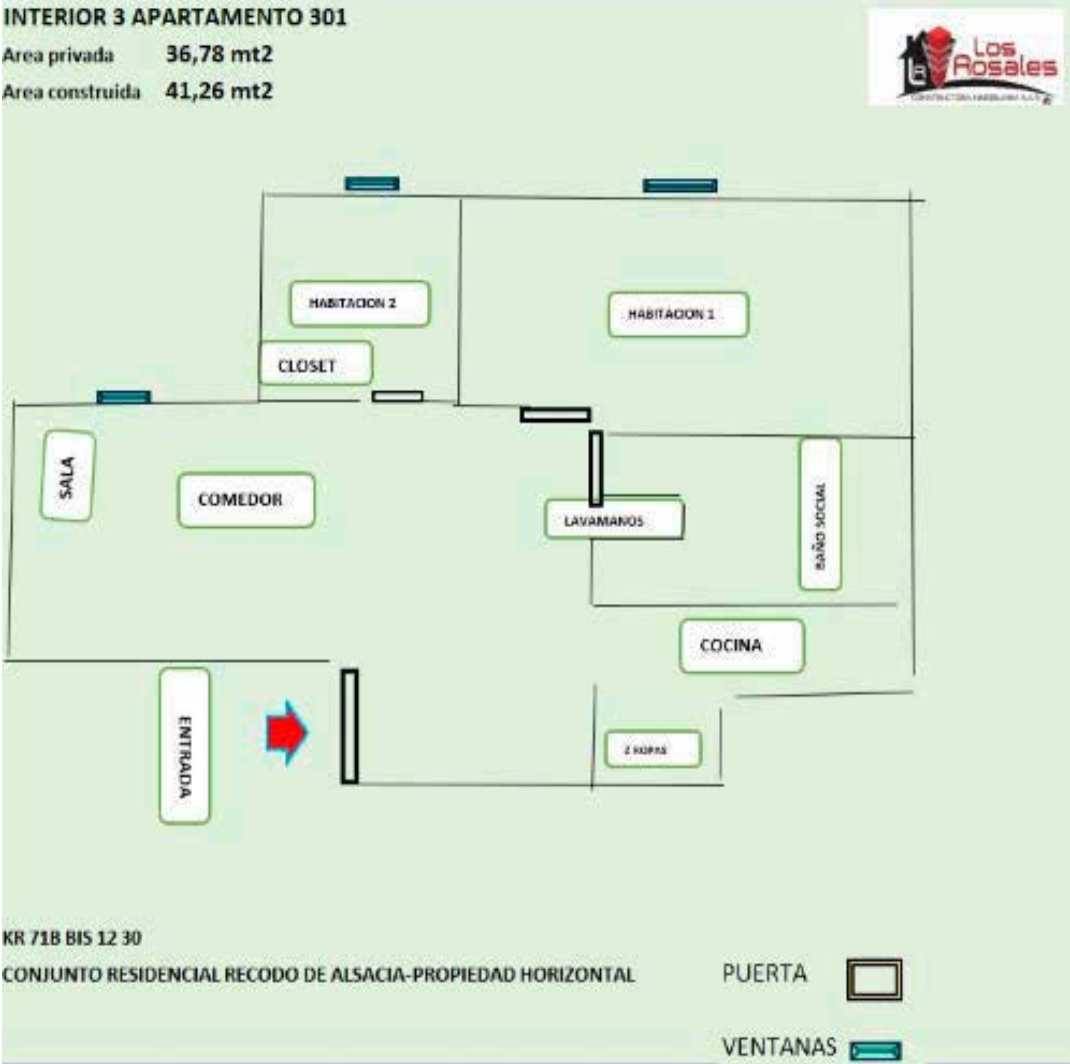 INTERIOR 3 APARTAMENTO 301
Area privada 36,78 mt2
Area construida 41,26 mt2
Los
Rosales
HABITACION 2
HABITACION 1
CLOSET
SALA
COMEDOR
LAVAMANOS
BAÑO SOCIAL
COCINA
ENTRADA
Z ROPAS
KR 71B BIS 12 30
CONJUNTO RESIDENCIAL RECODO DE ALSACIA-PROPIEDAD HORIZONTAL
PUERTA
VENTANAS